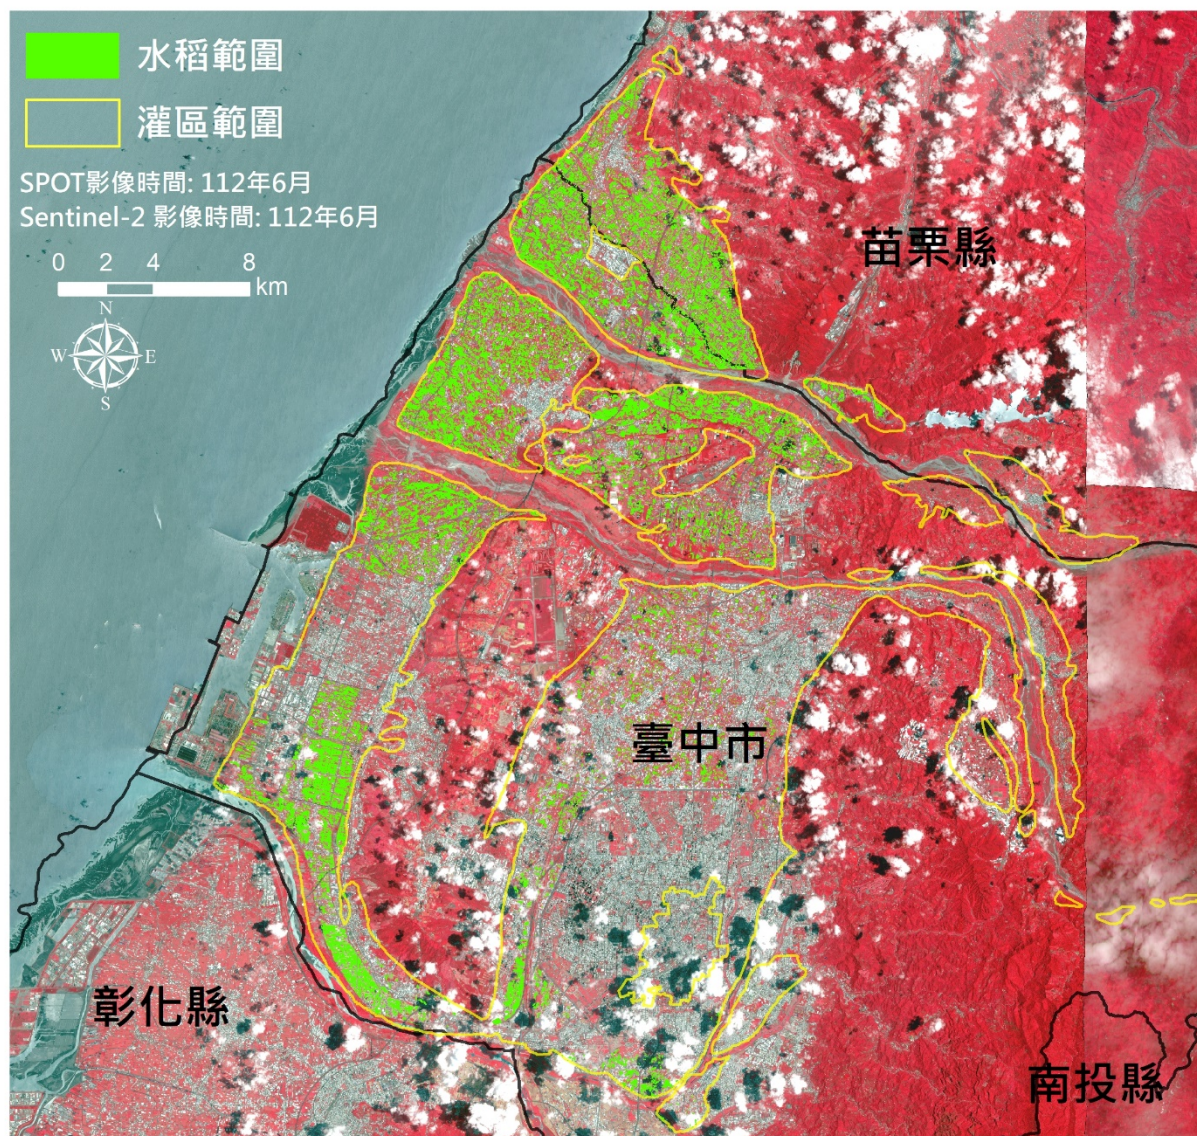 水稻範圍
灌區範圍
SPOT影像時間: 112年6月
Sentinel-2 影像時間: 112年6月
0 2 4 8
km
N
W E
S
苗栗縣
臺中市
彰化縣
南投縣